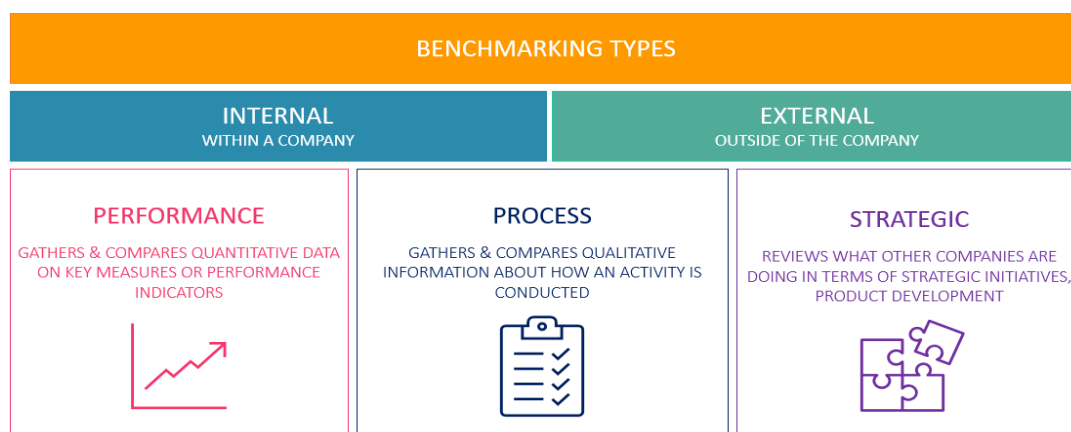 BENCHMARKING TYPES
INTERNAL
WITHIN A COMPANY
EXTERNAL
OUTSIDE OF THE COMPANY
PERFORMANCE
GATHERS & COMPARES QUANTITATIVE DATA
ON KEY MEASURES OR PERFORMANCE
INDICATORS
PROCESS
GATHERS & COMPARES QUALITATIVE
INFORMATION ABOUT HOW AN ACTIVITY IS
CONDUCTED
STRATEGIC
REVIEWS WHAT OTHER COMPANIES ARE
DOING IN TERMS OF STRATEGIC INITIATIVES,
PRODUCT DEVELOPMENT